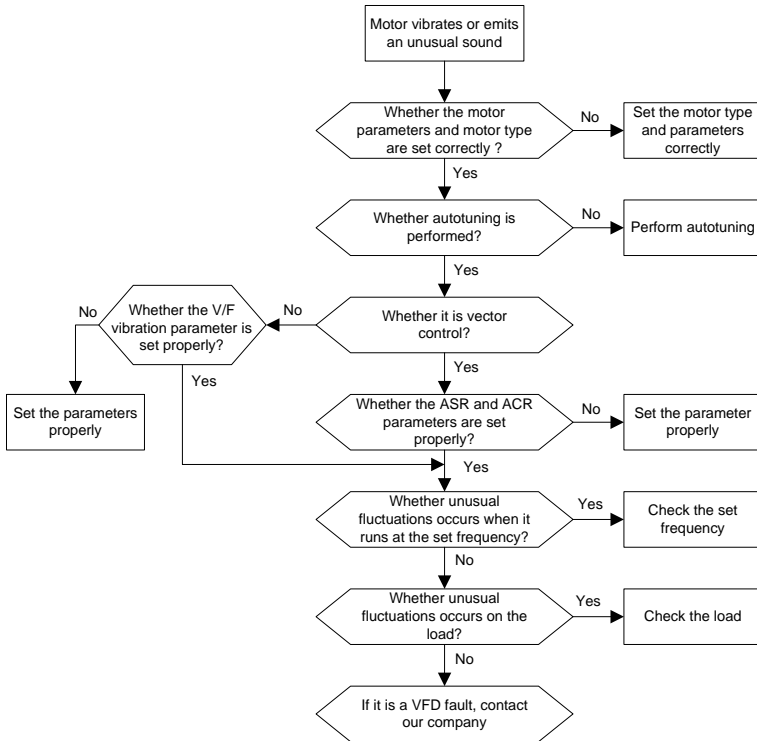 Motor vibrates or emits
an unusual sound
Whether the motor
parameters and motor type
are set correctly ?
No
Set the motor type
and parameters
correctly
Yes
Whether autotuning is
performed?
No
Perform autotuning
Yes
Whether it is vector
control?
No
Whether the V/F
vibration parameter is
set properly?
No
Set the parameters
properly
Yes
Yes
Whether the ASR and ACR
parameters are set
properly?
No
Set the parameter
properly
Yes
Whether unusual
fluctuations occurs when it
runs at the set frequency?
Yes
Check the set
frequency
No
Whether unusual
fluctuations occurs on the
load?
Yes
Check the load
No
If it is a VFD fault, contact
our company